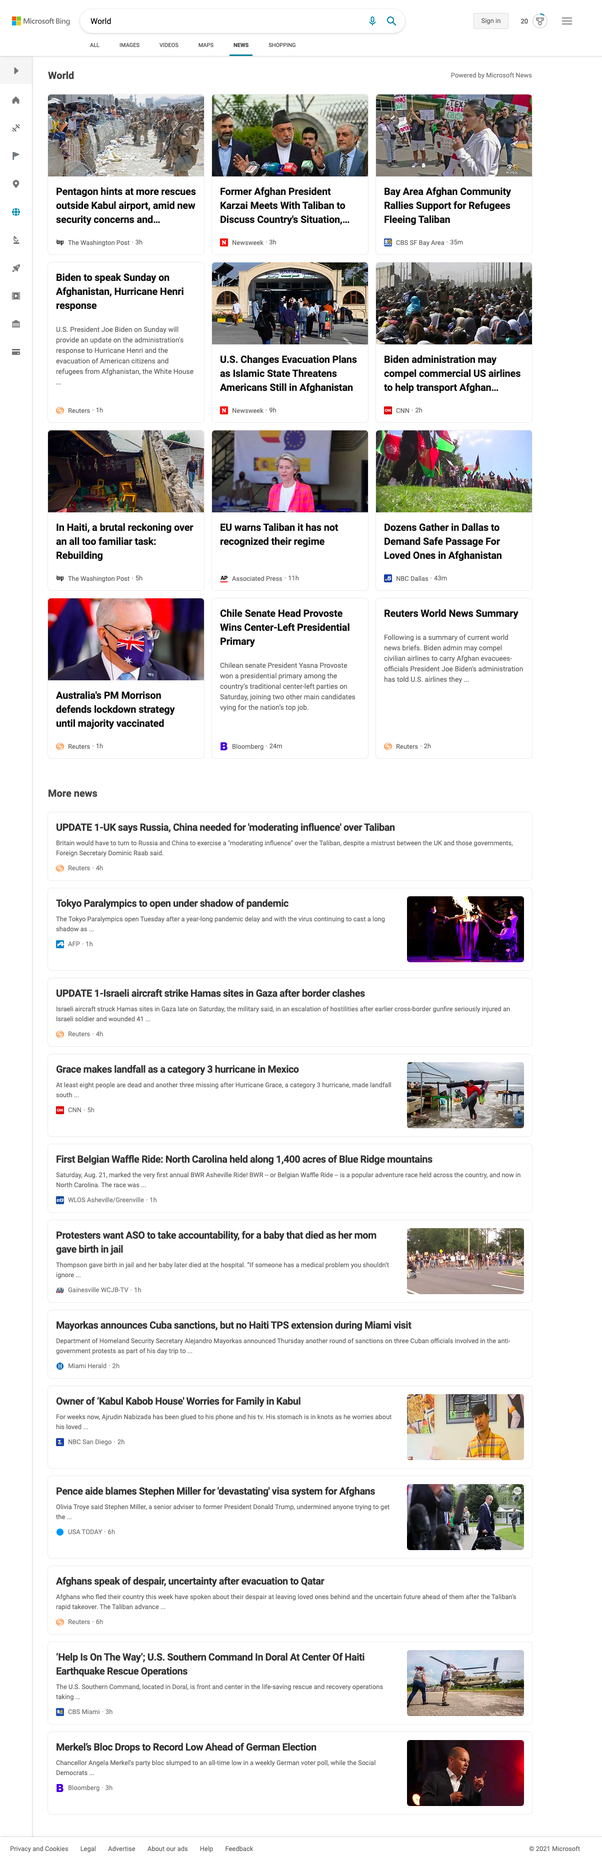 Microsoft Bing
World
Sign in
20
ALL
IMAGES
VIDEOS
MAPS
NEWS
SHOPPING
World
Powered by Microsoft News
Pentagon hints at more rescues
outside Kabul airport, amid new
security concerns and...
The Washington Post · 3h
Former Afghan President
Karzai Meets With Taliban to
Discuss Country's Situation,...
Newsweek · 3h
Bay Area Afghan Community
Rallies Support for Refugees
Fleeing Taliban
CBS SF Bay Area · 35m
Biden to speak Sunday on
Afghanistan, Hurricane Henri
response
U.S. President Joe Biden on Sunday will
provide an update on the administration's
response to Hurricane Henri and the
evacuation of American citizens and
refugees from Afghanistan, the White House
...
Reuters · 1h
U.S. Changes Evacuation Plans
as Islamic State Threatens
Americans Still in Afghanistan
Newsweek · 9h
Biden administration may
compel commercial US airlines
to help transport Afghan...
CNN · 2h
In Haiti, a brutal reckoning over
an all too familiar task:
Rebuilding
The Washington Post · 5h
EU warns Taliban it has not
recognized their regime
AP Associated Press · 11h
Dozens Gather in Dallas to
Demand Safe Passage For
Loved Ones in Afghanistan
NBC Dallas · 43m
Australia's PM Morrison
defends lockdown strategy
until majority vaccinated
Reuters · 1h
Chile Senate Head Provoste
Wins Center-Left Presidential
Primary
Chilean senate President Yasna Provoste
won a presidential primary among the
country's traditional center-left parties on
Saturday, joining two other main candidates
vying for the nation's top job.
B Bloomberg · 24m
Reuters World News Summary
Following is a summary of current world
news briefs. Biden admin may compel
civilian airlines to carry Afghan evacuees-
officials President Joe Biden's administration
has told U.S. airlines they ...
Reuters · 2h
More news
UPDATE 1-UK says Russia, China needed for 'moderating influence' over Taliban
Britain would have to turn to Russia and China to exercise a "moderating influence" over the Taliban, despite a mistrust between the UK and those governments,
Foreign Secretary Dominic Raab said.
Reuters · 4h
Tokyo Paralympics to open under shadow of pandemic
The Tokyo Paralympics open Tuesday after a year-long pandemic delay and with the virus continuing to cast a long
shadow as ...
AFP · 1h
UPDATE 1-Israeli aircraft strike Hamas sites in Gaza after border clashes
Israeli aircraft struck Hamas sites in Gaza late on Saturday, the military said, in an escalation of hostilities after earlier cross-border gunfire seriously injured an
Israeli soldier and wounded 41 ...
Reuters · 4h
Grace makes landfall as a category 3 hurricane in Mexico
At least eight people are dead and another three missing after Hurricane Grace, a category 3 hurricane, made landfall
south ...
CNN · 5h
First Belgian Waffle Ride: North Carolina held along 1,400 acres of Blue Ridge mountains
Saturday, Aug. 21, marked the very first annual BWR Asheville Ride! BWR -- or Belgian Waffle Ride -- is a popular adventure race held across the country, and now in
North Carolina. The race was ...
WLOS Asheville/Greenville · 1h
Protesters want ASO to take accountability, for a baby that died as her mom
gave birth in jail
Thompson gave birth in jail and her baby later died at the hospital. "If someone has a medical problem you shouldn't
ignore ...
Gainesville WCJB-TV · 1h
Mayorkas announces Cuba sanctions, but no Haiti TPS extension during Miami visit
Department of Homeland Security Secretary Alejandro Mayorkas announced Thursday another round of sanctions on three Cuban officials involved in the anti-
government protests as part of his day trip to ...
Miami Herald · 2h
Owner of 'Kabul Kabob House' Worries for Family in Kabul
For weeks now, Ajrudin Nabizada has been glued to his phone and his tv. His stomach is in knots as he worries about
his loved ...
NBC San Diego · 2h
Pence aide blames Stephen Miller for 'devastating' visa system for Afghans
Olivia Troye said Stephen Miller, a senior adviser to former President Donald Trump, undermined anyone trying to get
the ...
USA TODAY · 6h
Afghans speak of despair, uncertainty after evacuation to Qatar
Afghans who fled their country this week have spoken about their despair at leaving loved ones behind and the uncertain future ahead of them after the Taliban's
rapid takeover. The Taliban advance ...
Reuters · 6h
'Help Is On The Way'; U.S. Southern Command In Doral At Center Of Haiti
Earthquake Rescue Operations
The U.S. Southern Command, located in Doral, is front and center in the life-saving rescue and recovery operations
taking ...
CBS Miami · 3h
Merkel's Bloc Drops to Record Low Ahead of German Election
Chancellor Angela Merkel's party bloc slumped to an all-time low in a weekly German voter poll, while the Social
Democrats ...
B Bloomberg · 3h
Privacy and Cookies
Legal
Advertise
About our ads
Help
Feedback
© 2021 Microsoft